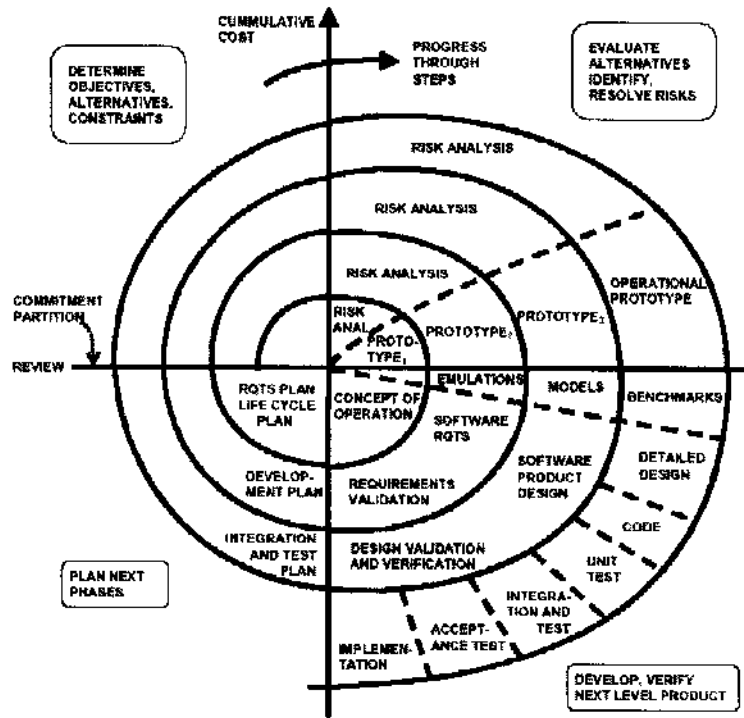 CUMMULATIVE
COST
PROGRESS
THROUGH
STEPS
DETERMINE
OBJECTIVES,
ALTERNATIVES,
CONSTRAINTS
EVALUATE
ALTERNATIVES
IDENTIFY,
RESOLVE RISKS
RISK ANALYSIS
RISK ANALYSIS
RISK ANALYSIS
RISK
ANAL.
OPERATIONAL
PROTOTYPE
PROTOTYPE3
PROTOTYPE2
PROTO-
TYPE1
COMMITMENT
PARTITION
REVIEW
EMULATIONS
MODELS
BENCHMARKS
RQTS PLAN
LIFE CYCLE
PLAN
CONCEPT OF
OPERATION
SOFTWARE
RQTS
SOFTWARE
PRODUCT
DESIGN
DETAILED
DESIGN
DEVELOP-
MENT PLAN
REQUIREMENTS
VALIDATION
CODE
INTEGRATION
AND TEST
PLAN
DESIGN VALIDATION
AND VERIFICATION
UNIT
TEST
PLAN NEXT
PHASES
INTEGRA-
TION AND
TEST
ACCEPT-
ANCE TEST
IMPLEMEN-
TATION
DEVELOP, VERIFY
NEXT LEVEL PRODUCT